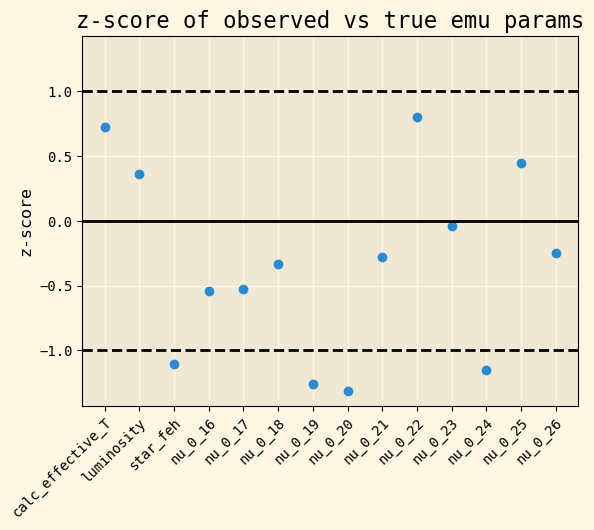 z-score of observed vs true emu params
z-score
1.0
0.5
0.0
−0.5
−1.0
calc_effective_T
luminosity
star_feh
nu_0_16
nu_0_17
nu_0_18
nu_0_19
nu_0_20
nu_0_21
nu_0_22
nu_0_23
nu_0_24
nu_0_25
nu_0_26